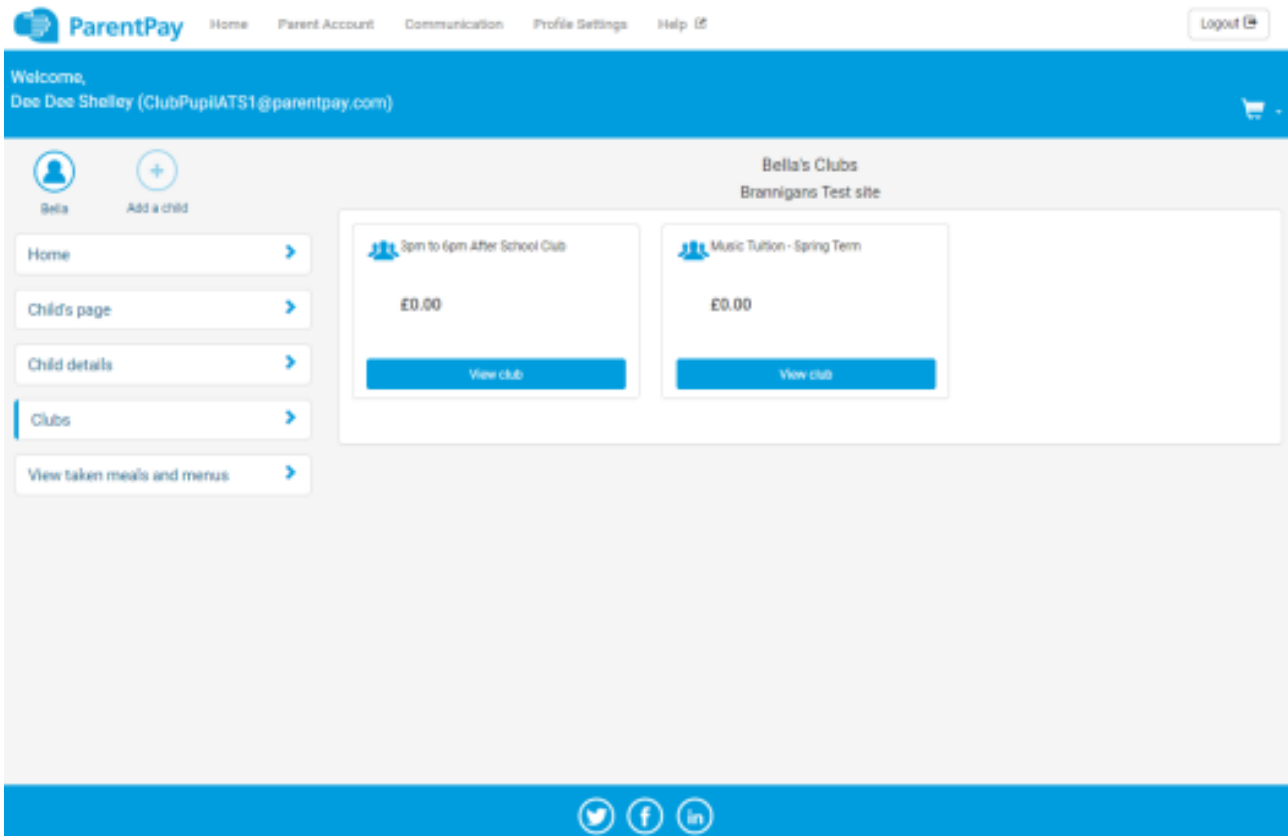 ParentPay Home Parent Account Communication Profile Settings Help Logout
Welcome,
Dee Dee Shelley (ClubPupilATS1@parentpay.com)
Bella Add a child
Bella's Clubs
Brannigans Test site
Home
Child's page
Child details
Clubs
View taken meals and menus
3pm to 6pm After School Club
£0.00
View club
Music Tuition - Spring Term
£0.00
View club